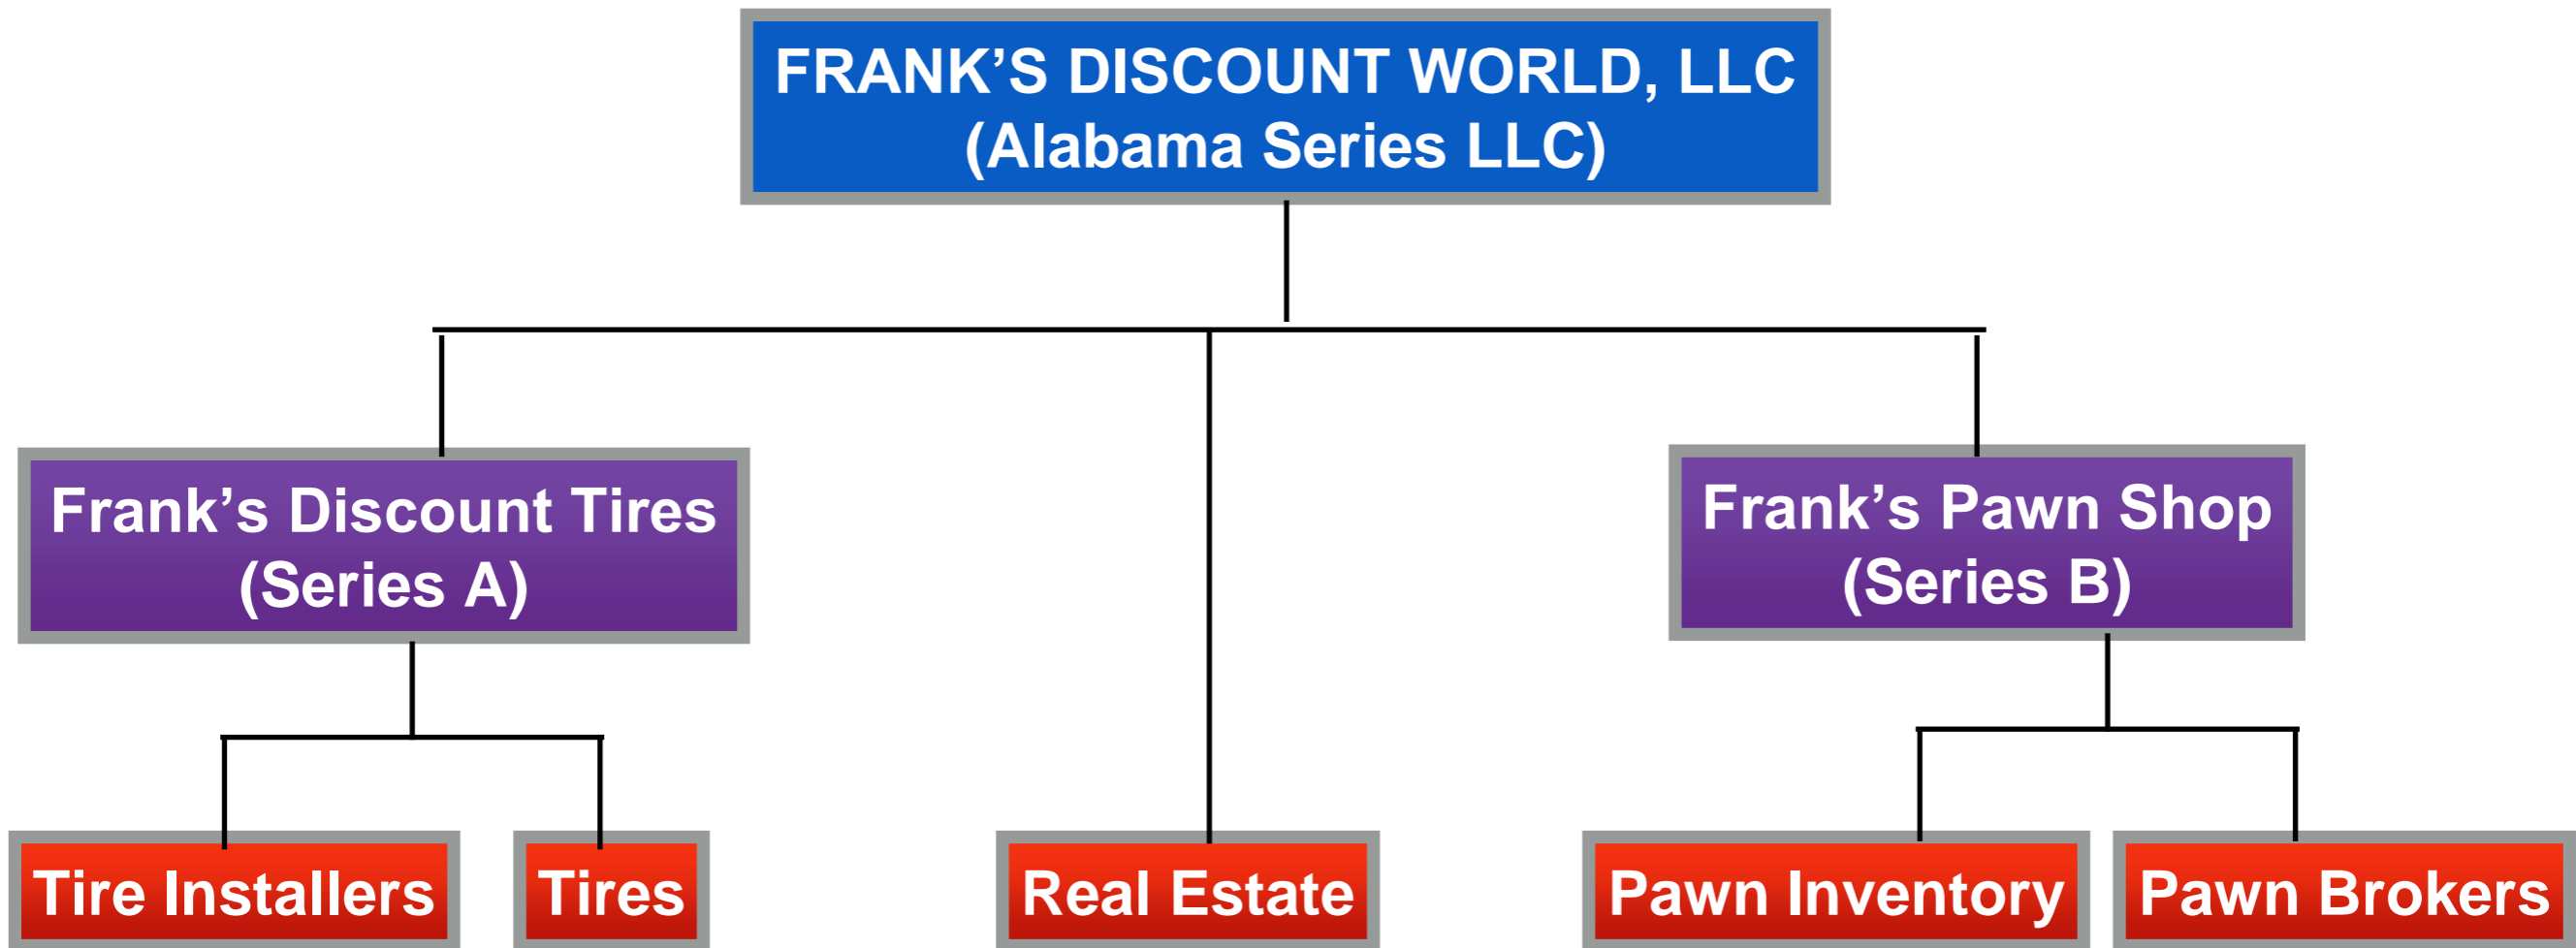 FRANK’S DISCOUNT WORLD, LLC
(Alabama Series LLC)
Frank’s Discount Tires
(Series A)
Frank’s Pawn Shop
(Series B)
Tire Installers
Tires
Real Estate
Pawn Inventory
Pawn Brokers